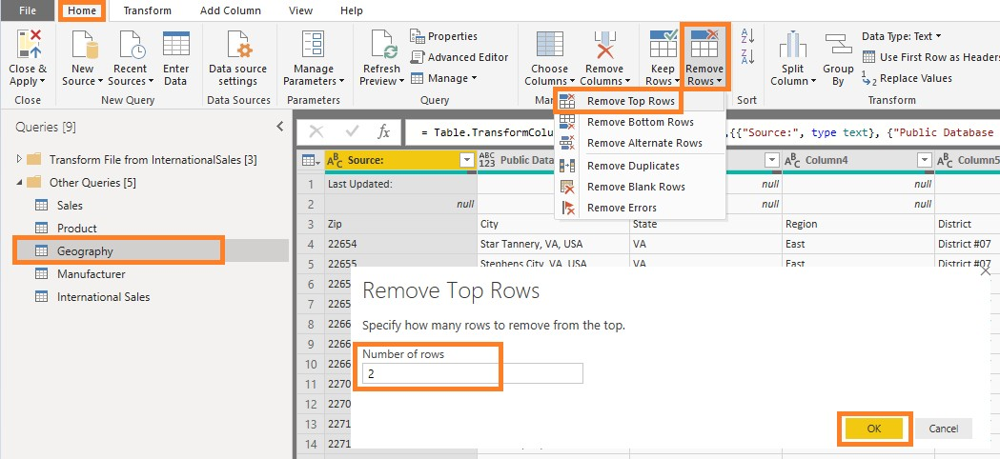 File Home Transform Add Column View Help
Close & Apply New Source Recent Sources Enter Data Data source settings Manage Parameters Refresh Preview Properties Advanced Editor Manage Choose Columns Remove Columns Keep Rows Remove Rows Split Column Group By Data Type: Text Use First Row as Headers Replace Values
Close New Query Data Sources Parameters Query Sort Transform
Remove Top Rows
Remove Bottom Rows
Remove Alternate Rows
Remove Duplicates
Remove Blank Rows
Remove Errors
Queries [9]
Transform File from InternationalSales [3]
Other Queries [5]
Sales
Product
Geography
Manufacturer
International Sales
fx = Table.TransformColu ,{{"Source:", type text}, {"Public Database
ABC Source: ABC 123 Public Data ABC Column4 ABC Column5
1 Last Updated:
2 null null null
3 Zip City State Region District
4 22654 Star Tannery, VA, USA VA East District #07
5 22655 Stephens City, VA, USA VA East District #07
6 2265
7 2265
8 2266
9 2266
10 2266
11 2270
12 2270
13 2271
14 2271
Remove Top Rows
Specify how many rows to remove from the top.
Number of rows
2
OK Cancel